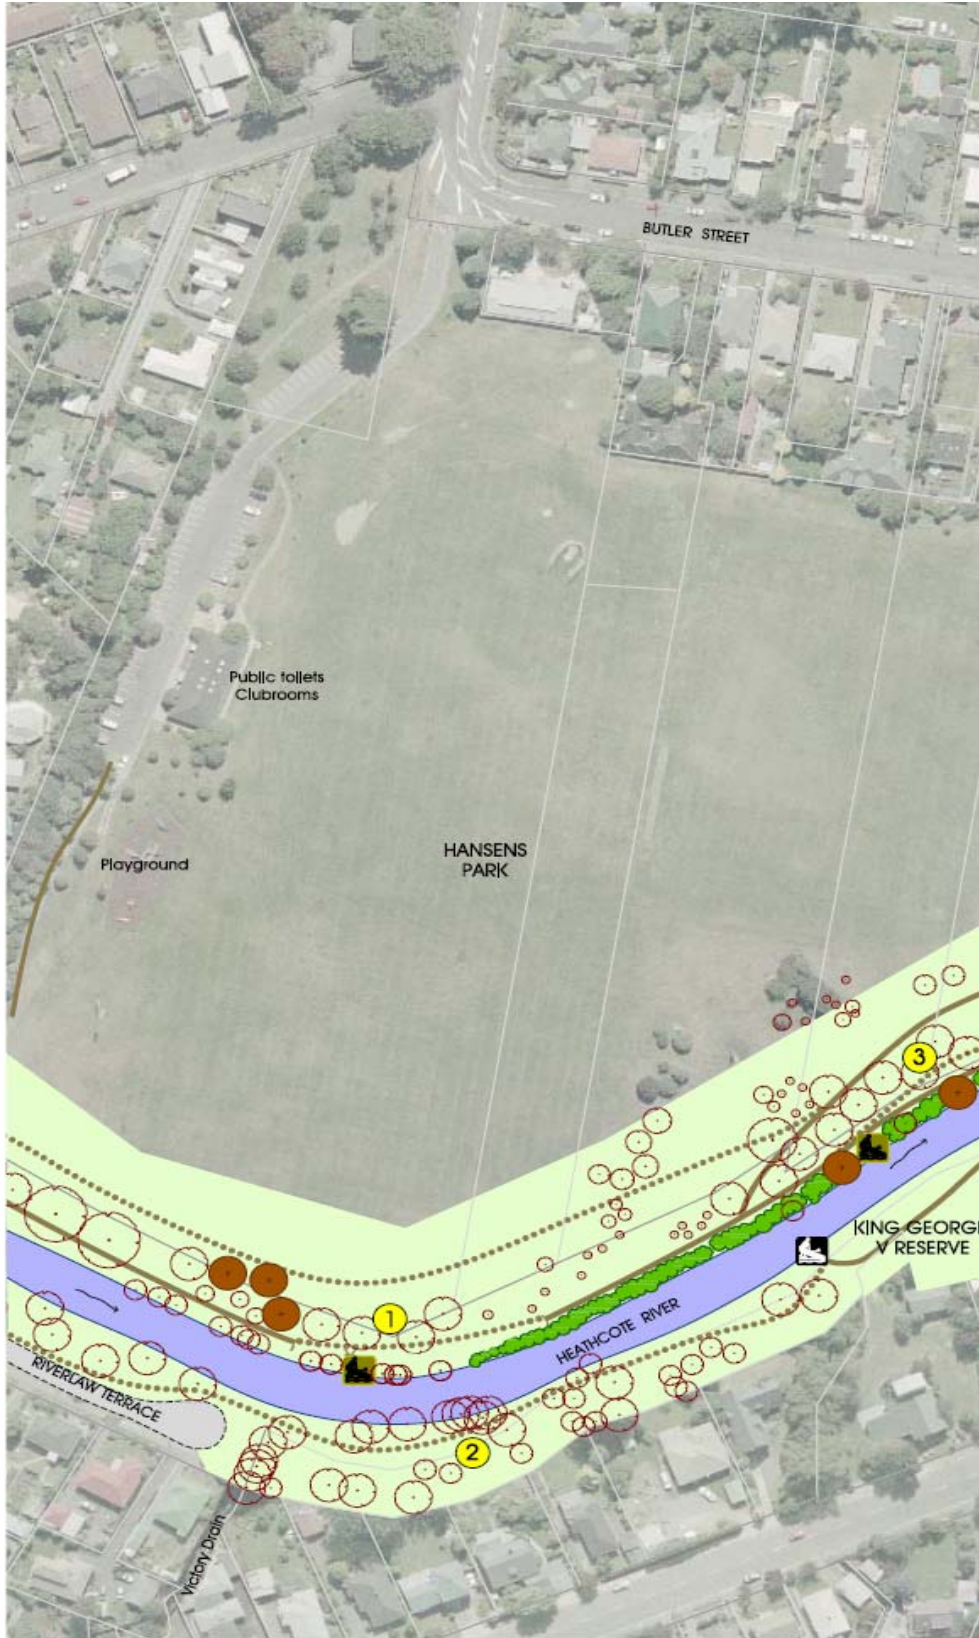 BUTLER STREET
Public toilets
Clubrooms
Playground
HANSENS
PARK
3
KING GEORGE
V RESERVE
1
HEATHCOTE RIVER
RIVERLAW TERRACE
2
Victory Drain